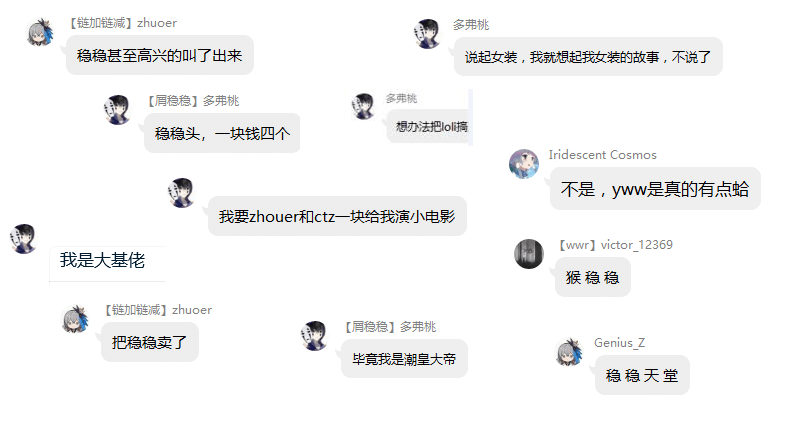 【链加链减】zhuoer
稳稳甚至高兴的叫了出来
多弗桃
说起女装，我就想起我女装的故事，不说了
【屑稳稳】多弗桃
稳稳头，一块钱四个
多弗桃
想办法把loli搞
Iridescent Cosmos
不是，yww是真的有点蛤
我要zhouer和ctz一块给我演小电影
我是大基佬
【wwr】victor_12369
猴 稳 稳
【链加链减】zhuoer
把稳稳卖了
【屑稳稳】多弗桃
毕竟我是潮皇大帝
Genius_Z
稳 稳 天 堂